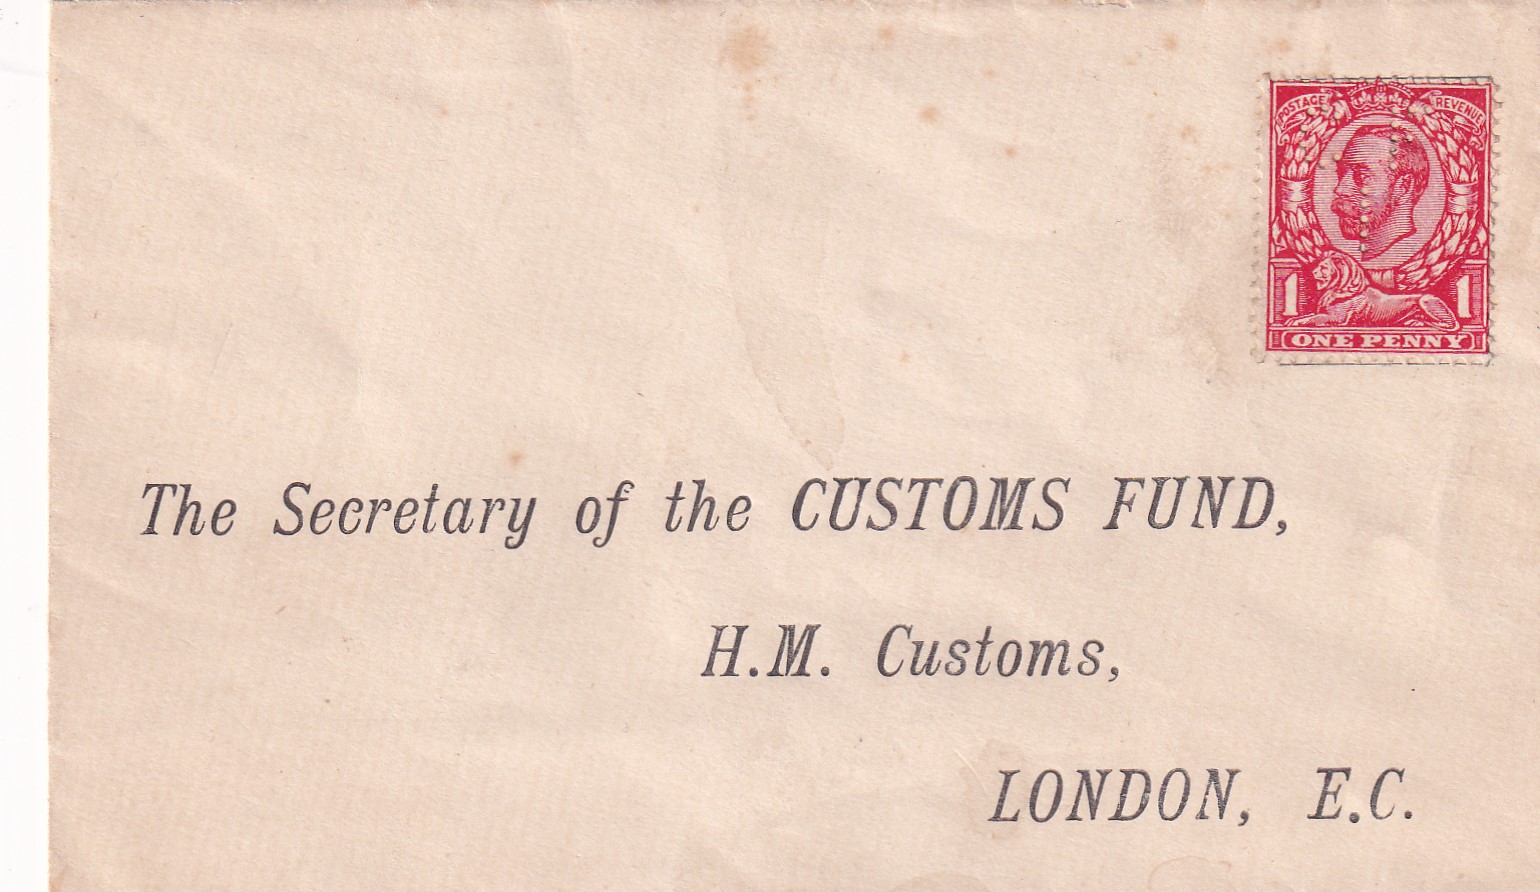 POSTAGE REVENUE
1 1
ONE PENNY
The Secretary of the CUSTOMS FUND,
H.M. Customs,
LONDON, E.C.